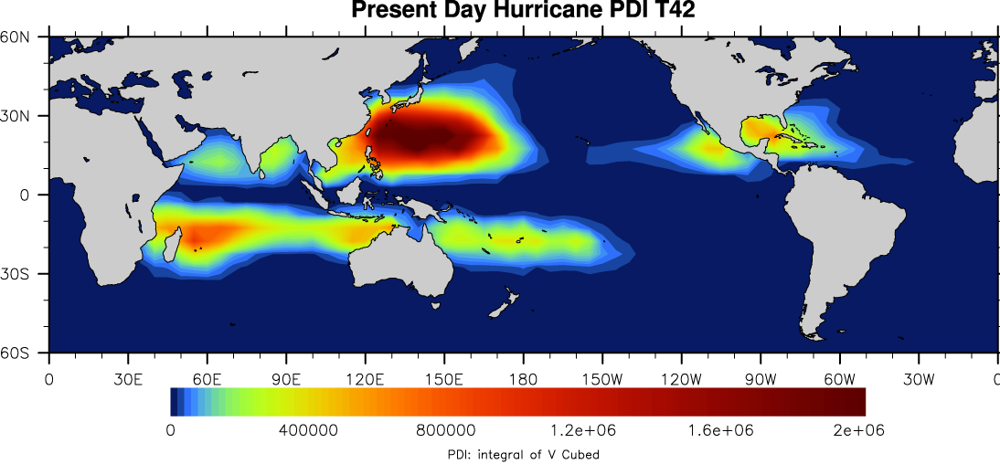 Present Day Hurricane PDI T42
60N
30N
0
30S
60S
0 30E 60E 90E 120E 150E 180 150W 120W 90W 60W 30W 0
0 400000 800000 1.2e+06 1.6e+06 2e+06
PDI: integral of V Cubed